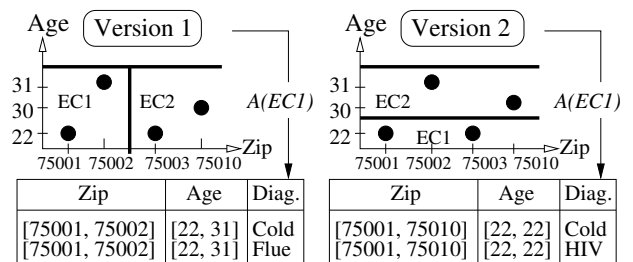 Age Version 1
31
30
22
EC1 EC2 A(EC1)
75001 75002 75003 75010 Zip
Zip Age Diag.
[75001, 75002] [22, 31] Cold
[75001, 75002] [22, 31] Flue
Age Version 2
31
30
22
EC2 A(EC1)
EC1
75001 75002 75003 75010 Zip
Zip Age Diag.
[75001, 75010] [22, 22] Cold
[75001, 75010] [22, 22] HIV